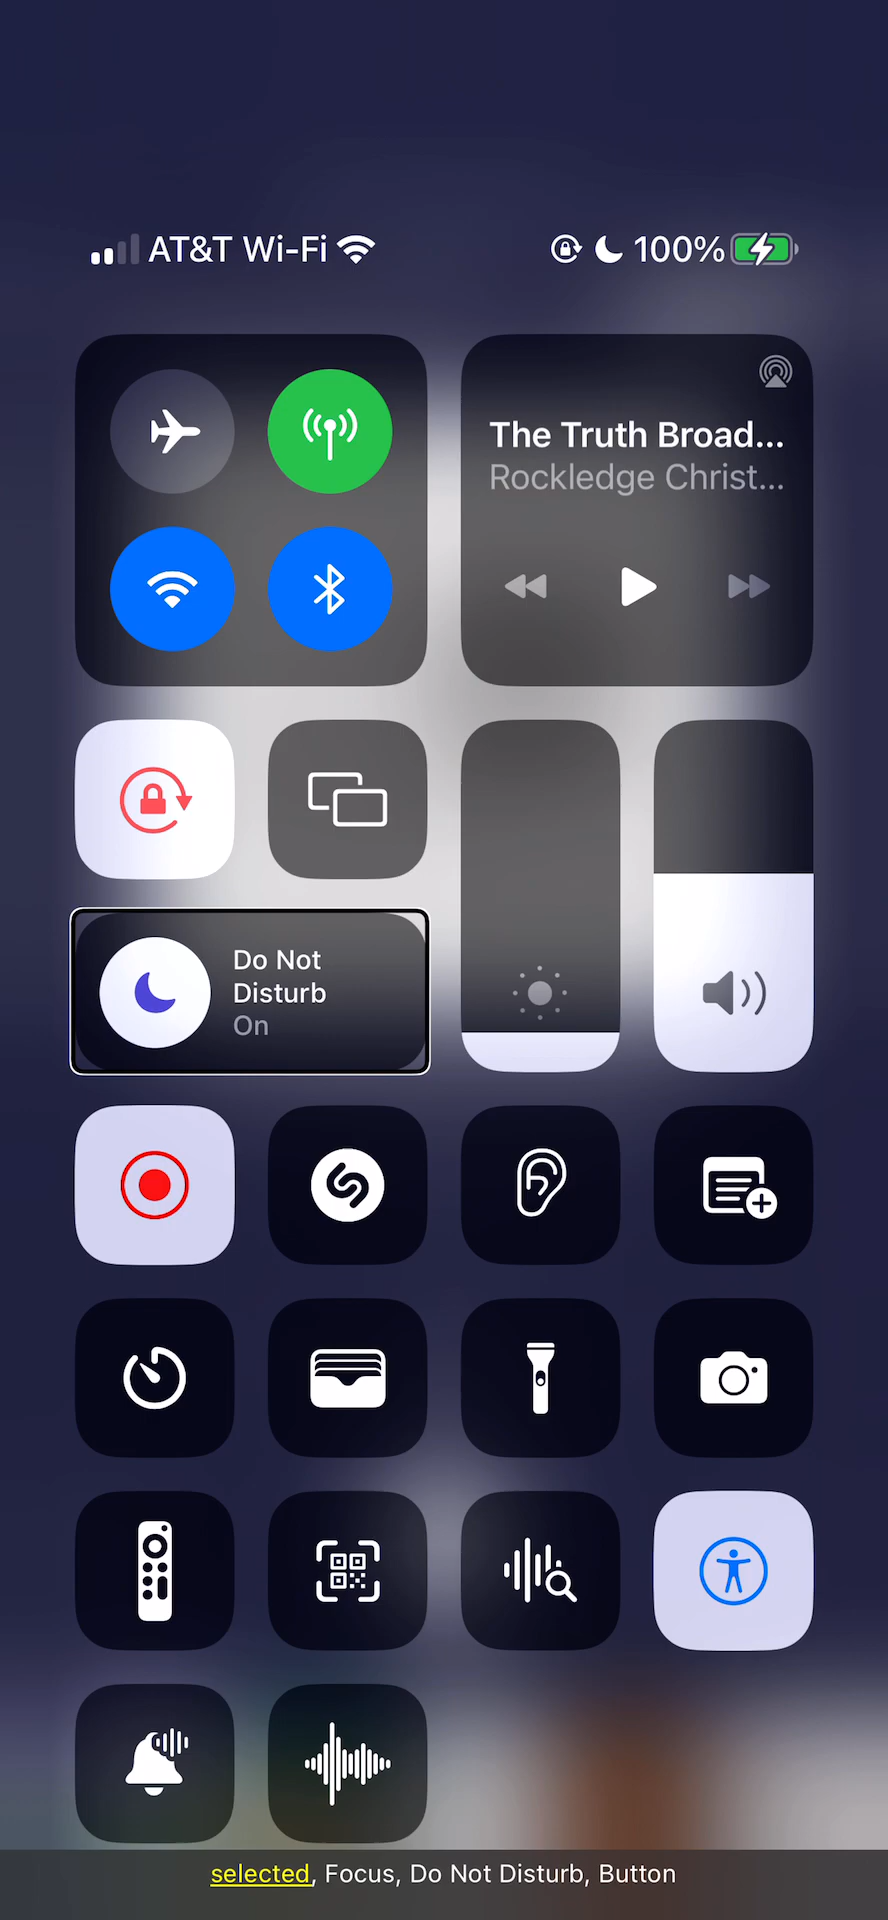 AT&T Wi-Fi 100%
The Truth Broad...
Rockledge Christ...
Do Not
Disturb
On
selected, Focus, Do Not Disturb, Button